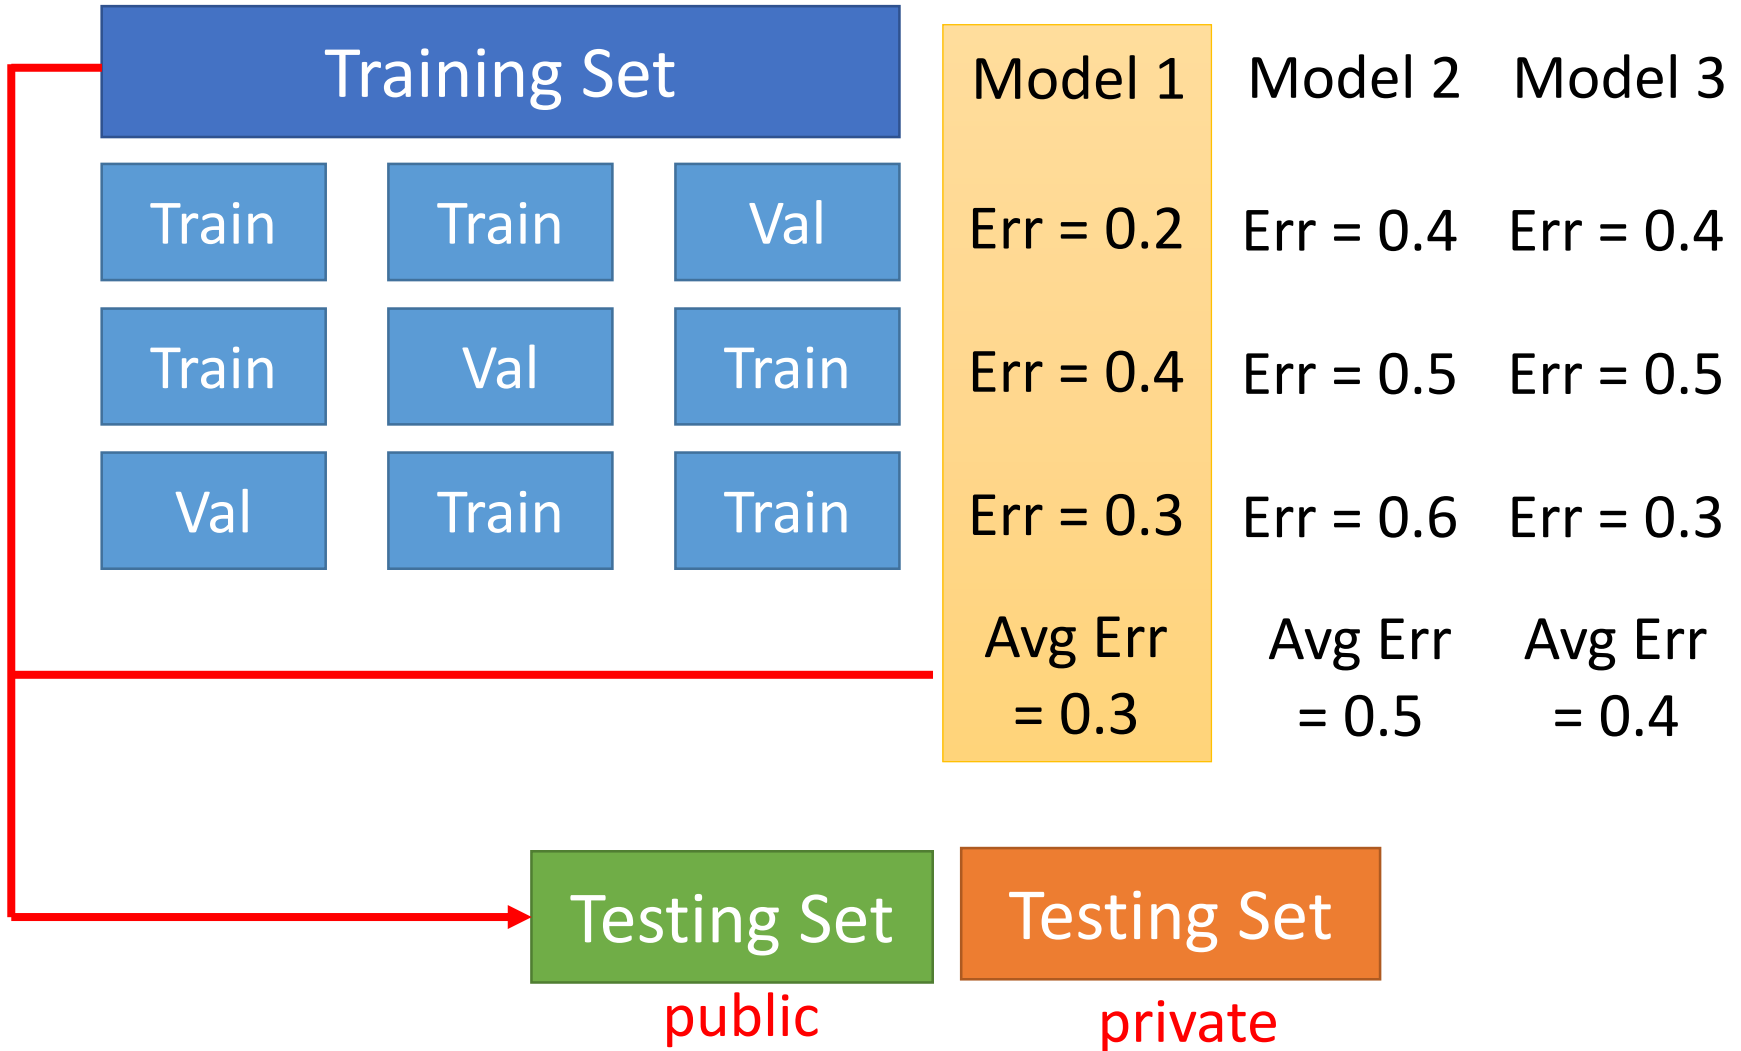 Training Set
Model 1 Model 2 Model 3
Train Train Val Err = 0.2 Err = 0.4 Err = 0.4
Train Val Train Err = 0.4 Err = 0.5 Err = 0.5
Val Train Train Err = 0.3 Err = 0.6 Err = 0.3
Avg Err Avg Err Avg Err
= 0.3 = 0.5 = 0.4
Testing Set Testing Set
public private